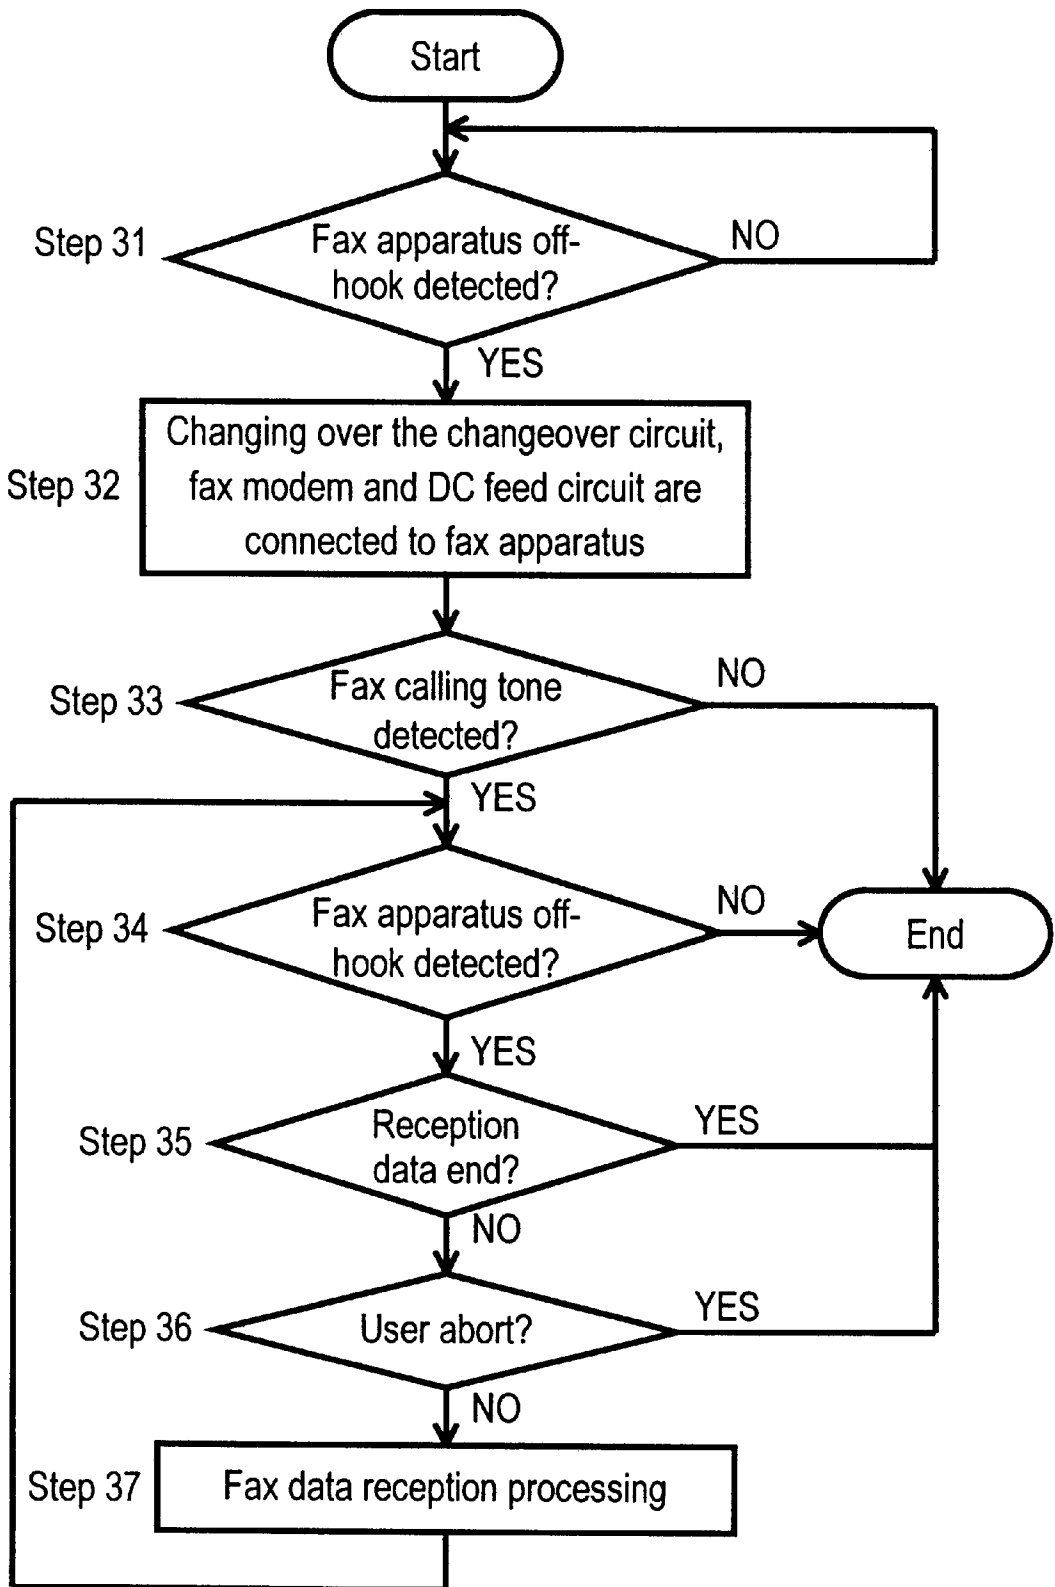 Start
Step 31
Fax apparatus off-
hook detected?
NO
YES
Step 32
Changing over the changeover circuit,
fax modem and DC feed circuit are
connected to fax apparatus
Step 33
Fax calling tone
detected?
NO
YES
Step 34
Fax apparatus off-
hook detected?
NO
End
YES
Step 35
Reception
data end?
YES
NO
Step 36
User abort?
YES
NO
Step 37
Fax data reception processing